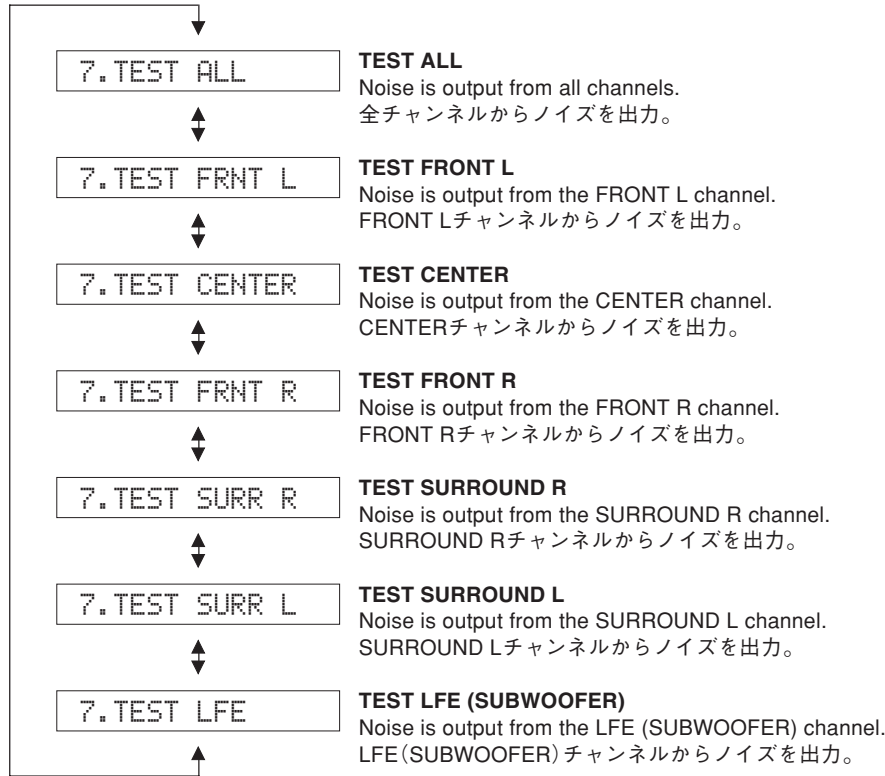 7.TEST ALL
TEST ALL
Noise is output from all channels.
全チャンネルからノイズを出力。
7.TEST FRNT L
TEST FRONT L
Noise is output from the FRONT L channel.
FRONT Lチャンネルからノイズを出力。
7.TEST CENTER
TEST CENTER
Noise is output from the CENTER channel.
CENTERチャンネルからノイズを出力。
7.TEST FRNT R
TEST FRONT R
Noise is output from the FRONT R channel.
FRONT Rチャンネルからノイズを出力。
7.TEST SURR R
TEST SURROUND R
Noise is output from the SURROUND R channel.
SURROUND Rチャンネルからノイズを出力。
7.TEST SURR L
TEST SURROUND L
Noise is output from the SURROUND L channel.
SURROUND Lチャンネルからノイズを出力。
7.TEST LFE
TEST LFE (SUBWOOFER)
Noise is output from the LFE (SUBWOOFER) channel.
LFE（SUBWOOFER）チャンネルからノイズを出力。